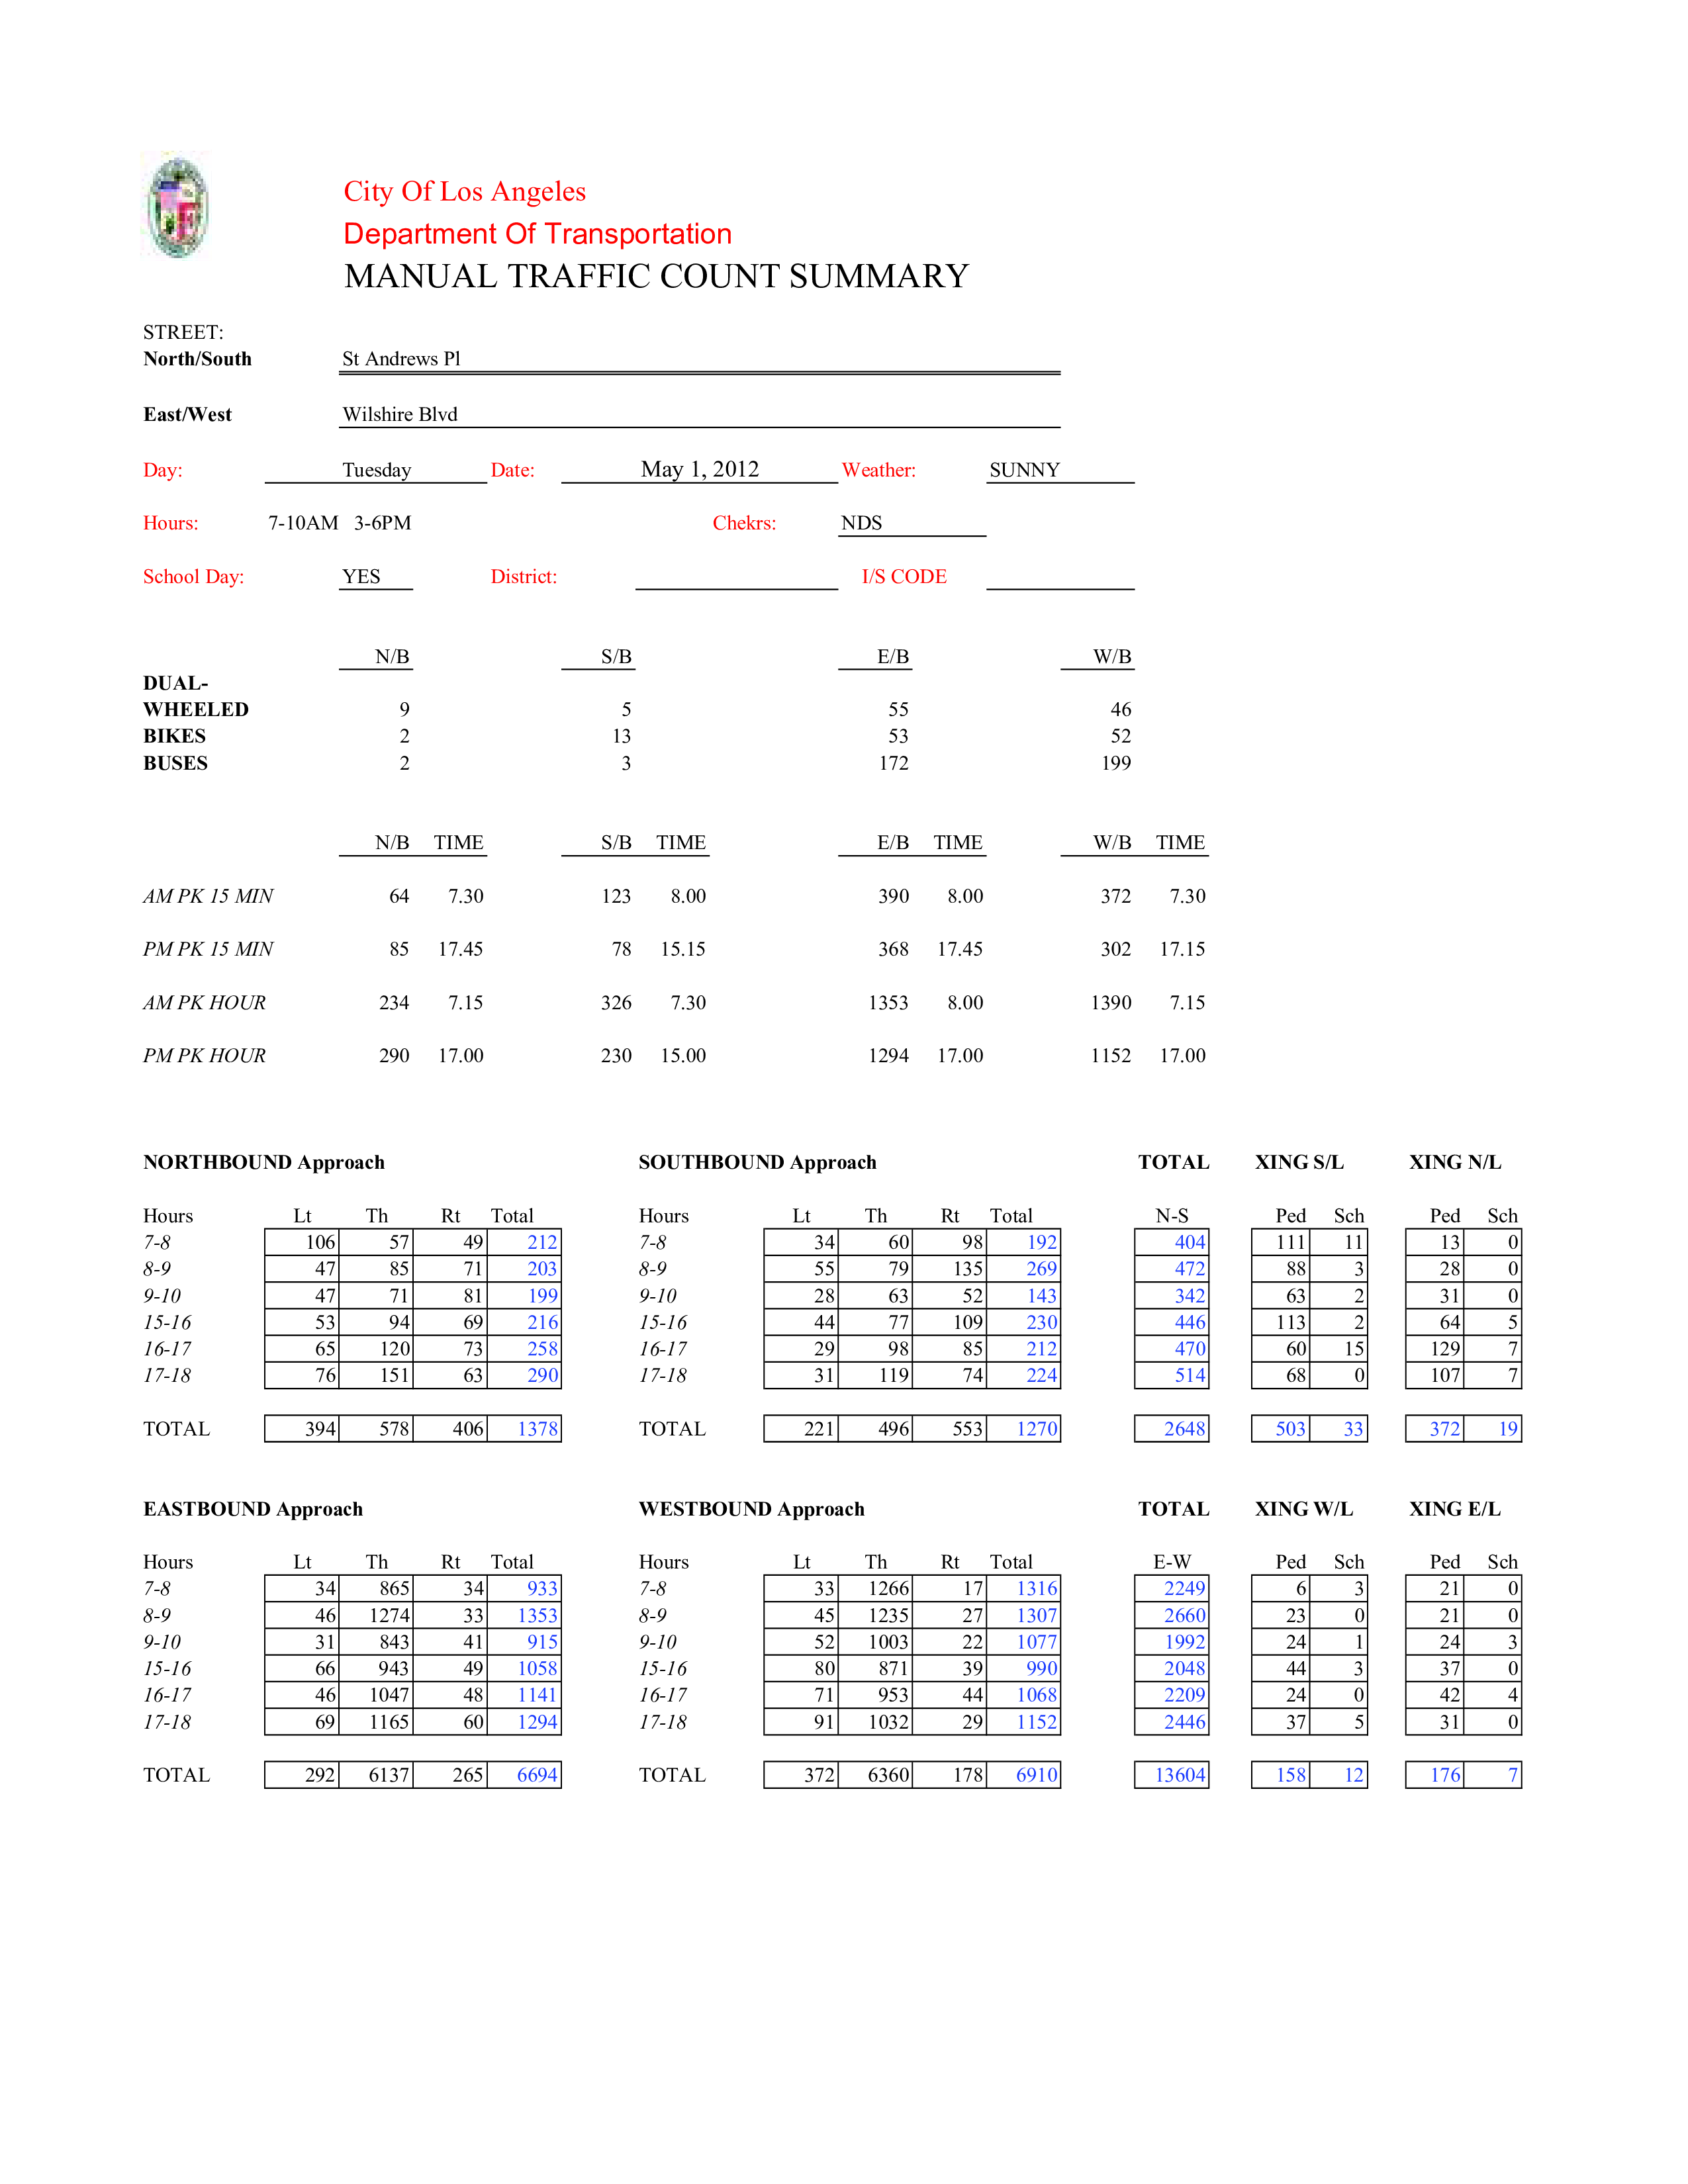 City Of Los Angeles
Department Of Transportation
MANUAL TRAFFIC COUNT SUMMARY
STREET:
North/South St Andrews Pl
East/West Wilshire Blvd
Day: Tuesday Date: May 1, 2012 Weather: SUNNY
Hours: 7-10AM 3-6PM Chekrs: NDS
School Day: YES District: I/S CODE
N/B S/B E/B W/B
DUAL-
WHEELED 9 5 55 46
BIKES 2 13 53 52
BUSES 2 3 172 199
N/B TIME S/B TIME E/B TIME W/B TIME
AM PK 15 MIN 64 7.30 123 8.00 390 8.00 372 7.30
PM PK 15 MIN 85 17.45 78 15.15 368 17.45 302 17.15
AM PK HOUR 234 7.15 326 7.30 1353 8.00 1390 7.15
PM PK HOUR 290 17.00 230 15.00 1294 17.00 1152 17.00
NORTHBOUND Approach SOUTHBOUND Approach TOTAL XING S/L XING N/L
Hours Lt Th Rt Total Hours Lt Th Rt Total N-S Ped Sch Ped Sch
7-8 106 57 49 212 7-8 34 60 98 192 404 111 11 13 0
8-9 47 85 71 203 8-9 55 79 135 269 472 88 3 28 0
9-10 47 71 81 199 9-10 28 63 52 143 342 63 2 31 0
15-16 53 94 69 216 15-16 44 77 109 230 446 113 2 64 5
16-17 65 120 73 258 16-17 29 98 85 212 470 60 15 129 7
17-18 76 151 63 290 17-18 31 119 74 224 514 68 0 107 7
TOTAL 394 578 406 1378 TOTAL 221 496 553 1270 2648 503 33 372 19
EASTBOUND Approach WESTBOUND Approach TOTAL XING W/L XING E/L
Hours Lt Th Rt Total Hours Lt Th Rt Total E-W Ped Sch Ped Sch
7-8 34 865 34 933 7-8 33 1266 17 1316 2249 6 3 21 0
8-9 46 1274 33 1353 8-9 45 1235 27 1307 2660 23 0 21 0
9-10 31 843 41 915 9-10 52 1003 22 1077 1992 24 1 24 3
15-16 66 943 49 1058 15-16 80 871 39 990 2048 44 3 37 0
16-17 46 1047 48 1141 16-17 71 953 44 1068 2209 24 0 42 4
17-18 69 1165 60 1294 17-18 91 1032 29 1152 2446 37 5 31 0
TOTAL 292 6137 265 6694 TOTAL 372 6360 178 6910 13604 158 12 176 7